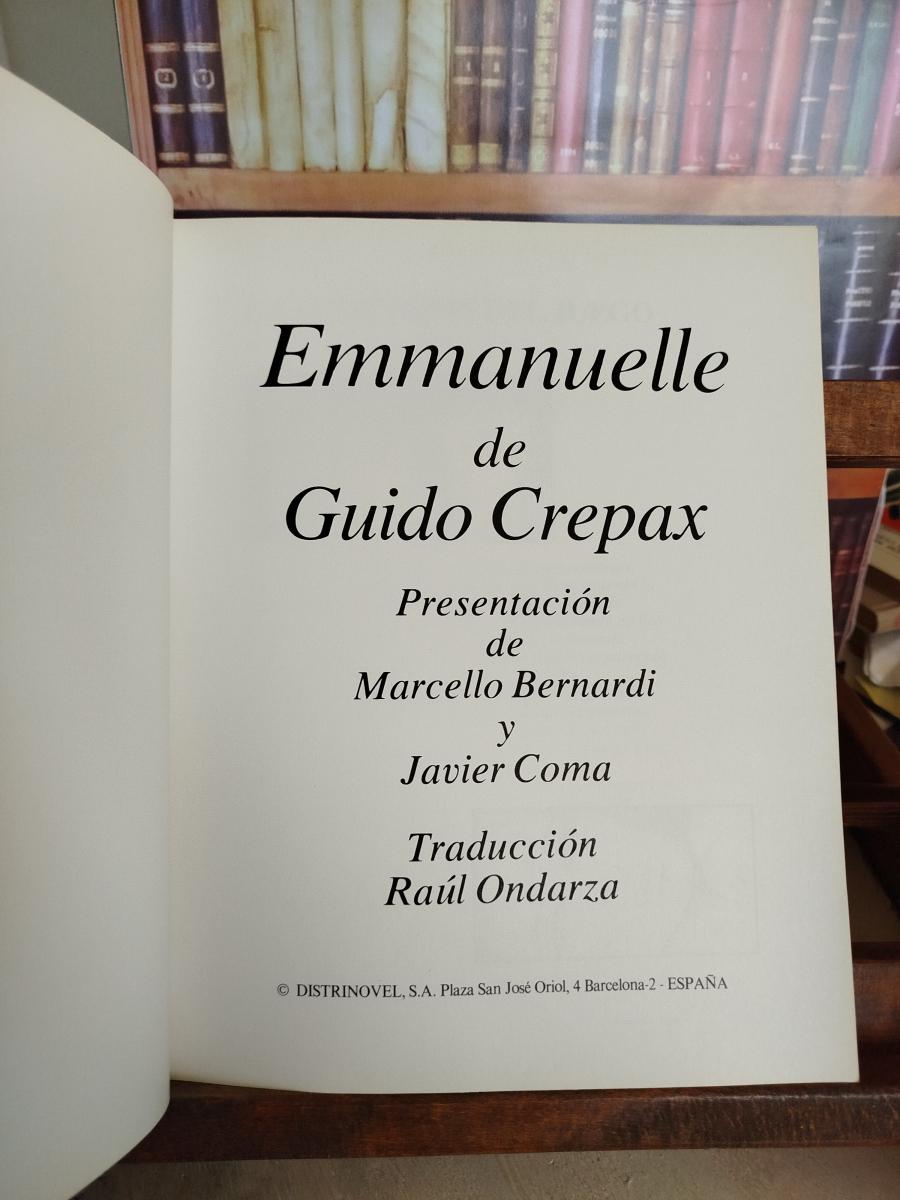 Emmanuelle
de
Guido Crepax
Presentación
de
Marcello Bernardi
y
Javier Coma
Traducción
Raúl Ondarza
© DISTRINOVEL, S.A. Plaza San José Oriol, 4 Barcelona-2 - ESPAÑA